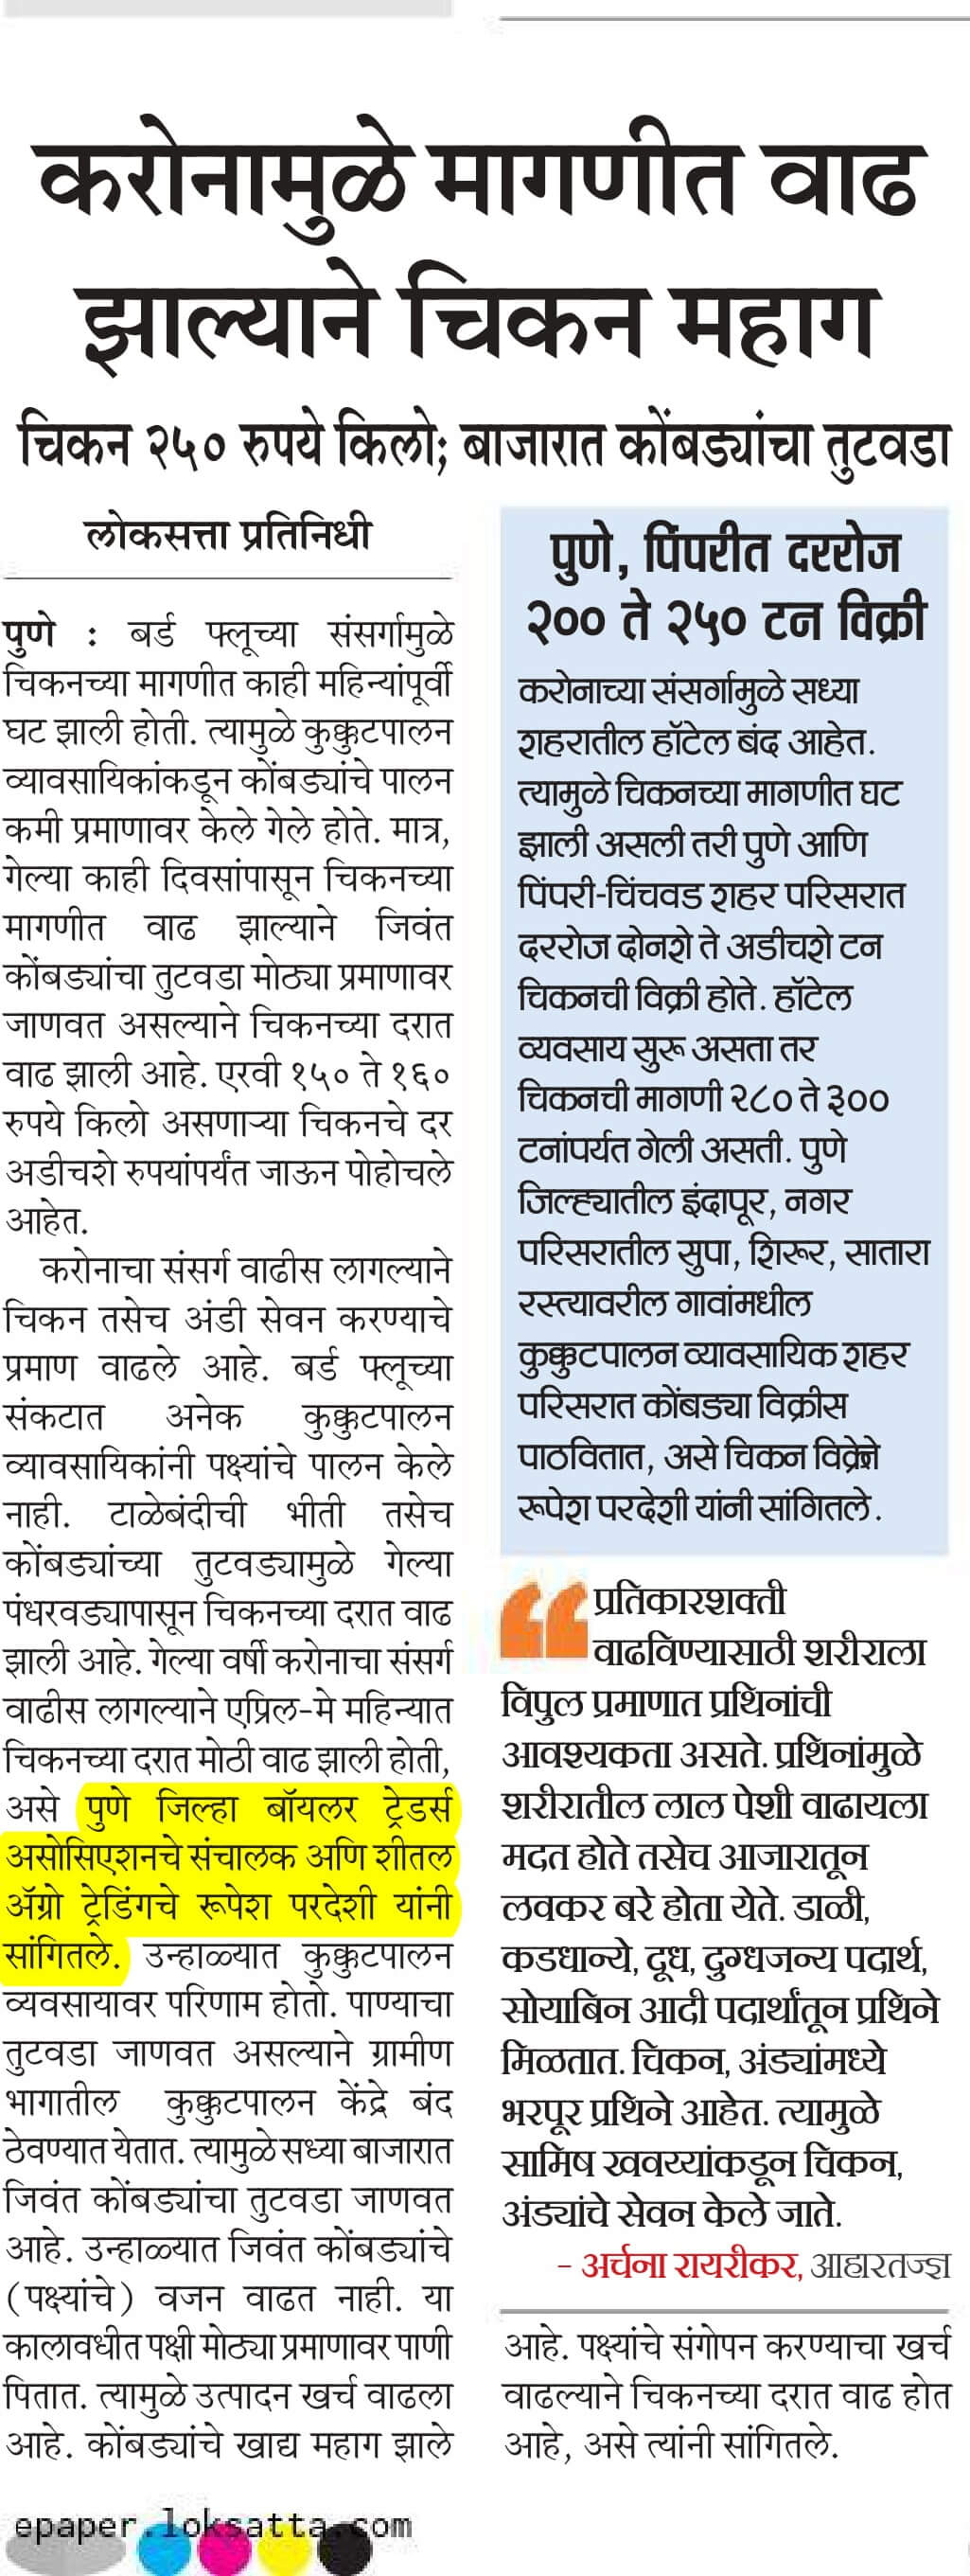 करोनामुळे मागणीत वाढ
झाल्याने चिकन महाग
चिकन २५० रुपये किलो; बाजारात कोंबड्यांचा तुटवडा
लोकसत्ता प्रतिनिधी
पुणे : बर्ड फ्लूच्या संसर्गामुळे
चिकनच्या मागणीत काही महिन्यांपूर्वी
घट झाली होती. त्यामुळे कुक्कुटपालन
व्यावसायिकांकडून कोंबड्यांचे पालन
कमी प्रमाणावर केले गेले होते. मात्र,
गेल्या काही दिवसांपासून चिकनच्या
मागणीत वाढ झाल्याने जिवंत
कोंबड्यांचा तुटवडा मोठ्या प्रमाणावर
जाणवत असल्याने चिकनच्या दरात
वाढ झाली आहे. एरवी १५० ते १६०
रुपये किलो असणाऱ्या चिकनचे दर
अडीचशे रुपयांपर्यंत जाऊन पोहोचले
आहेत.
करोनाचा संसर्ग वाढीस लागल्याने
चिकन तसेच अंडी सेवन करण्याचे
प्रमाण वाढले आहे. बर्ड फ्लूच्या
संकटात अनेक कुक्कुटपालन
व्यावसायिकांनी पक्ष्यांचे पालन केले
नाही. टाळेबंदीची भीती तसेच
कोंबड्यांच्या तुटवड्यामुळे गेल्या
पंधरवड्यापासून चिकनच्या दरात वाढ
झाली आहे. गेल्या वर्षी करोनाचा संसर्ग
वाढीस लागल्याने एप्रिल-मे महिन्यात
चिकनच्या दरात मोठी वाढ झाली होती,
असे पुणे जिल्हा बॉयलर ट्रेडर्स
असोसिएशनचे संचालक आणि शीतल
ॲग्रो ट्रेडिंगचे रूपेश परदेशी यांनी
सांगितले. उन्हाळ्यात कुक्कुटपालन
व्यवसायावर परिणाम होतो. पाण्याचा
तुटवडा जाणवत असल्याने ग्रामीण
भागातील कुक्कुटपालन केंद्रे बंद
ठेवण्यात येतात. त्यामुळे सध्या बाजारात
जिवंत कोंबड्यांचा तुटवडा जाणवत
आहे. उन्हाळ्यात जिवंत कोंबड्यांचे
(पक्ष्यांचे) वजन वाढत नाही. या
कालावधीत पक्षी मोठ्या प्रमाणावर पाणी
पितात. त्यामुळे उत्पादन खर्च वाढला
आहे. कोंबड्यांचे खाद्य महाग झाले
पुणे, पिंपरीत दररोज
२०० ते २५० टन विक्री
करोनाच्या संसर्गामुळे सध्या
शहरातील हॉटेल बंद आहेत.
त्यामुळे चिकनच्या मागणीत घट
झाली असली तरी पुणे आणि
पिंपरी-चिंचवड शहर परिसरात
दररोज दोनशे ते अडीचशे टन
चिकनची विक्री होते. हॉटेल
व्यवसाय सुरू असता तर
चिकनची मागणी २८० ते ३००
टनांपर्यंत गेली असती. पुणे
जिल्ह्यातील इंदापूर, नगर
परिसरातील सुपा, शिरूर, सातारा
रस्त्यावरील गावांमधील
कुक्कुटपालन व्यावसायिक शहर
परिसरात कोंबड्या विक्रीस
पाठवितात, असे चिकन विक्रेते
रूपेश परदेशी यांनी सांगितले.
“प्रतिकारशक्ती
वाढविण्यासाठी शरीराला
विपुल प्रमाणात प्रथिनांची
आवश्यकता असते. प्रथिनांमुळे
शरीरातील लाल पेशी वाढायला
मदत होते तसेच आजारातून
लवकर बरे होता येते. डाळी,
कडधान्ये, दूध, दुग्धजन्य पदार्थ,
सोयाबिन आदी पदार्थांतून प्रथिने
मिळतात. चिकन, अंड्यांमध्ये
भरपूर प्रथिने आहेत. त्यामुळे
सामिष खवय्यांकडून चिकन,
अंड्यांचे सेवन केले जाते.
– अर्चना रायरीकर, आहारतज्ज्ञ
आहे. पक्ष्यांचे संगोपन करण्याचा खर्च
वाढल्याने चिकनच्या दरात वाढ होत
आहे, असे त्यांनी सांगितले.
epaper.loksatta.com